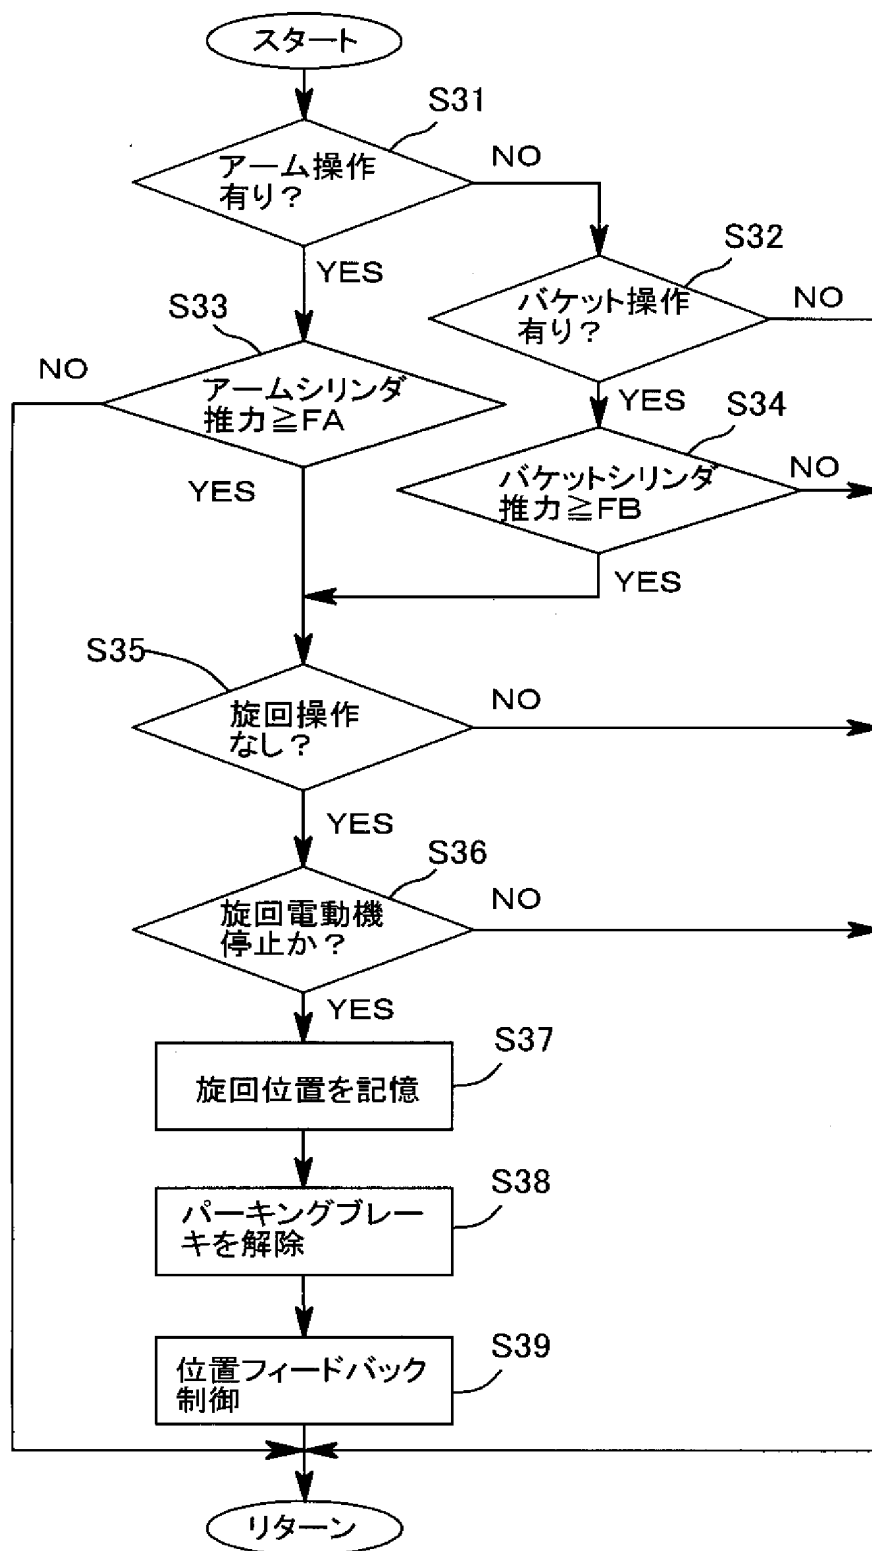 スタート
S31
アーム操作
有り?
NO
YES
S32
バケット操作
有り?
NO
YES
S33
アームシリンダ
推力≧FA
NO
YES
S34
バケットシリンダ
推力≧FB
NO
YES
S35
旋回操作
なし?
NO
YES
S36
旋回電動機
停止か?
NO
YES
S37
旋回位置を記憶
S38
パーキングブレー
キを解除
S39
位置フィードバック
制御
リターン